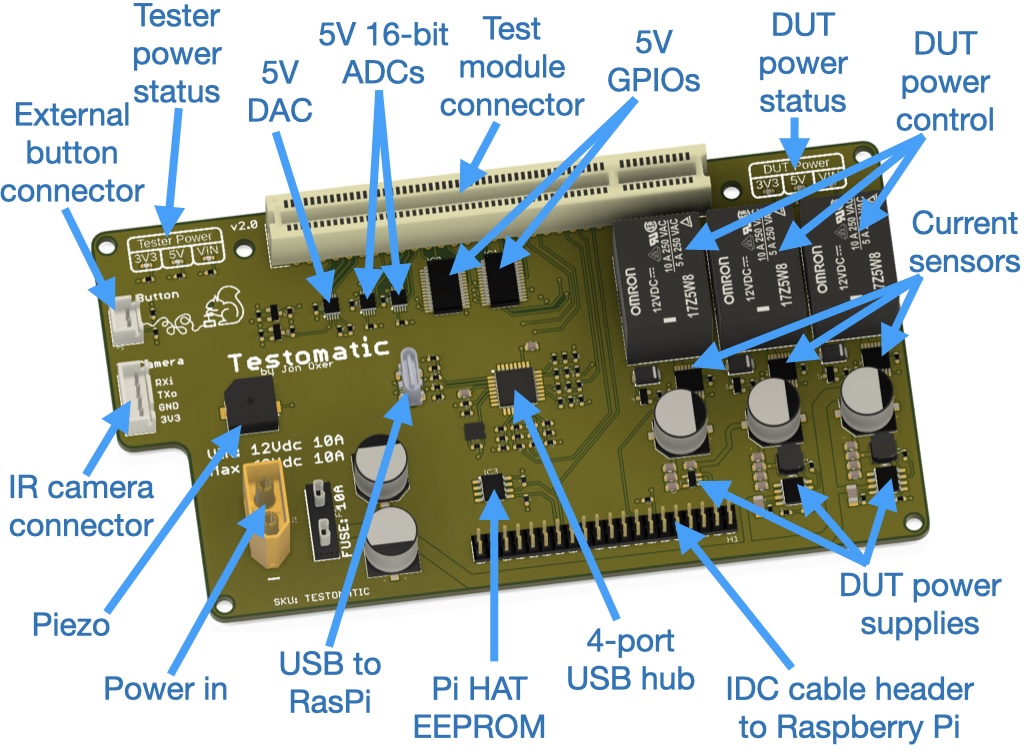 Tester
power
status
5V
DAC
5V 16-bit
ADCs
Test
module
connector
5V
GPIOs
DUT
power
status
DUT
power
control
External
button
connector
Current
sensors
v2.0
Tester Power
3V3 5V VIN
DUT Power
3V3 5V VIN
Button
Camera
RXi
TXo
GND
3V3
Testomatic
by Jon Oxer
OMRON
12VDC
10 A 250 VAC
5 A 250 VAC
17Z5W8
OMRON
12VDC
10 A 250 VAC
5 A 250 VAC
17Z5W8
OMRON
12VDC
10 A 250 VAC
5 A 250 VAC
17Z5W8
12Vdc 10A
Max 10A
FUSE: 10A
IC3
H1
SKU: TESTOMATIC
IR camera
connector
Piezo
Power in
USB to
RasPi
Pi HAT
EEPROM
4-port
USB hub
IDC cable header
to Raspberry Pi
DUT power
supplies